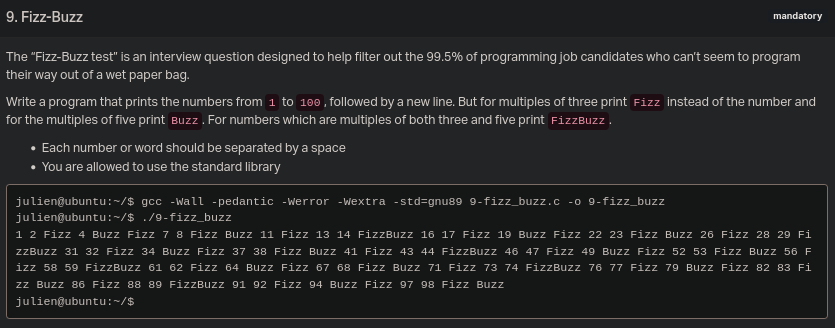 9. Fizz-Buzz
mandatory
The “Fizz-Buzz test” is an interview question designed to help filter out the 99.5% of programming job candidates who can’t seem to program
their way out of a wet paper bag.
Write a program that prints the numbers from 1 to 100, followed by a new line. But for multiples of three print Fizz instead of the number and
for the multiples of five print Buzz. For numbers which are multiples of both three and five print FizzBuzz.
• Each number or word should be separated by a space
• You are allowed to use the standard library
julien@ubuntu:~/$ gcc -Wall -pedantic -Werror -Wextra -std=gnu89 9-fizz_buzz.c -o 9-fizz_buzz
julien@ubuntu:~/$ ./9-fizz_buzz
1 2 Fizz 4 Buzz Fizz 7 8 Fizz Buzz 11 Fizz 13 14 FizzBuzz 16 17 Fizz 19 Buzz Fizz 22 23 Fizz Buzz 26 Fizz 28 29 Fi
zzBuzz 31 32 Fizz 34 Buzz Fizz 37 38 Fizz Buzz 41 Fizz 43 44 FizzBuzz 46 47 Fizz 49 Buzz Fizz 52 53 Fizz Buzz 56 F
izz 58 59 FizzBuzz 61 62 Fizz 64 Buzz Fizz 67 68 Fizz Buzz 71 Fizz 73 74 FizzBuzz 76 77 Fizz 79 Buzz Fizz 82 83 Fi
zz Buzz 86 Fizz 88 89 FizzBuzz 91 92 Fizz 94 Buzz Fizz 97 98 Fizz Buzz
julien@ubuntu:~/$